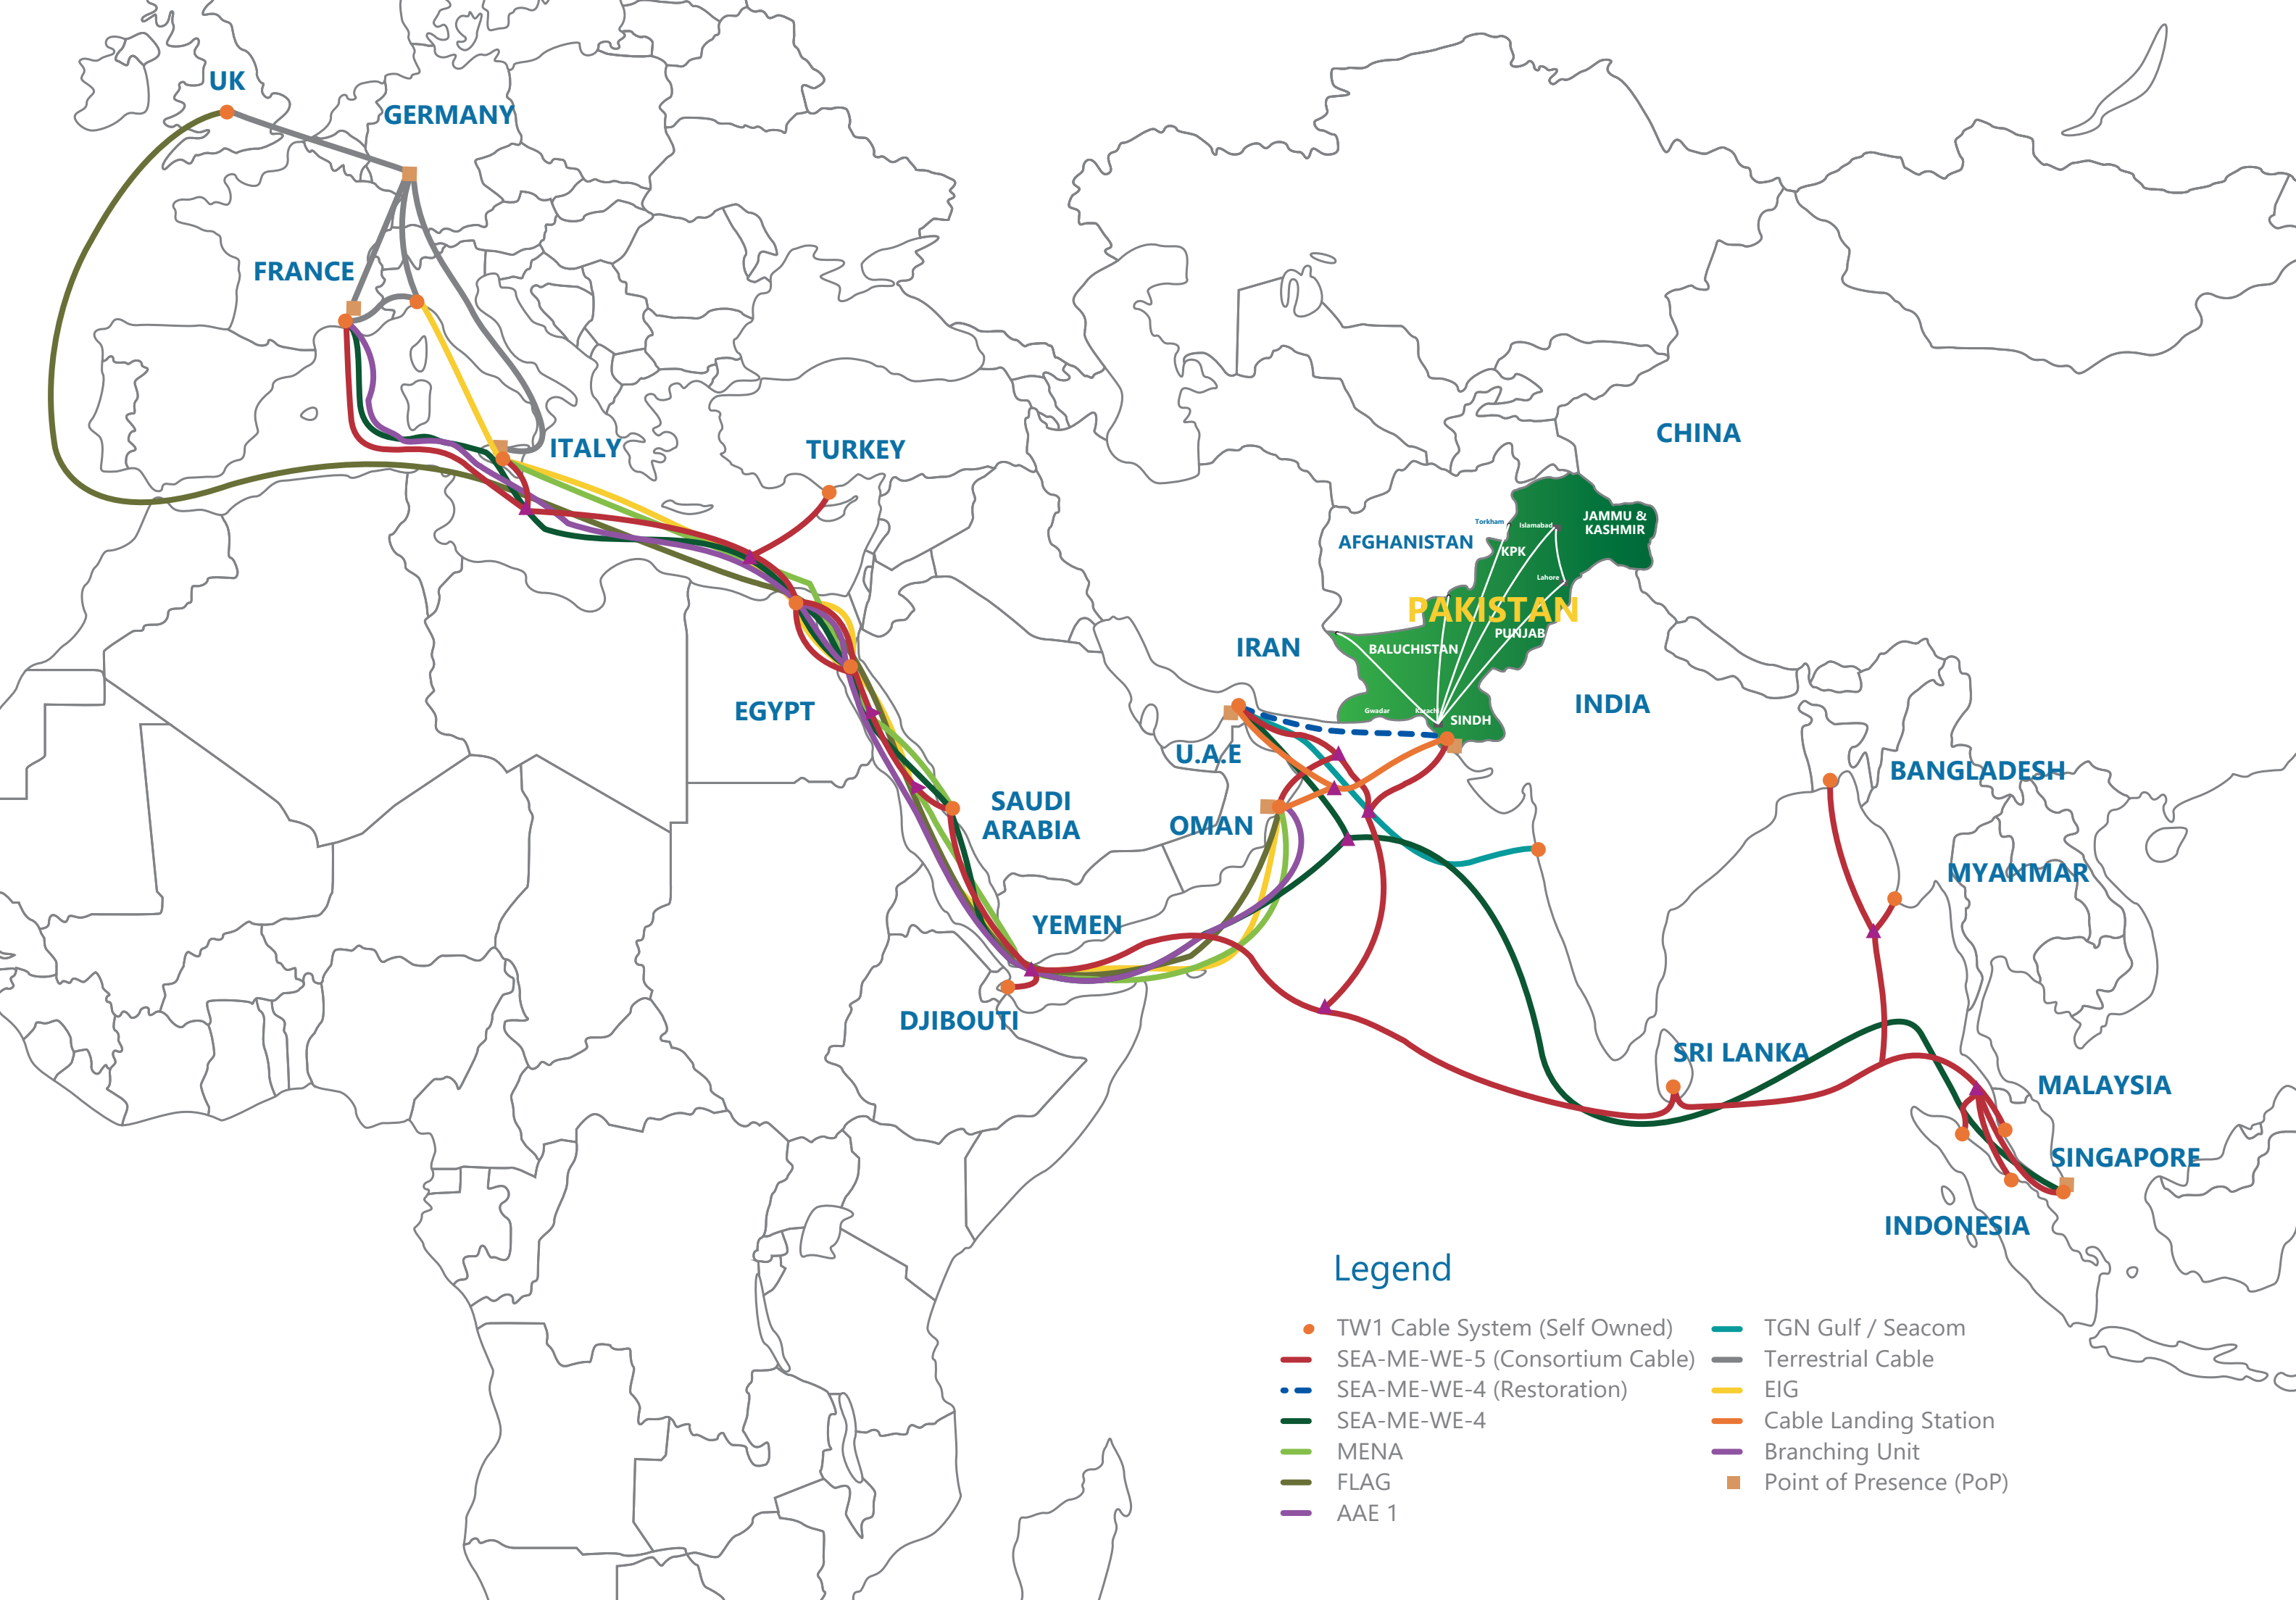 UK
GERMANY
FRANCE
ITALY
TURKEY
CHINA
JAMMU &
KASHMIR
Torkham
Islamabad
AFGHANISTAN
KPK
Lahore
PAKISTAN
PUNJAB
IRAN
BALUCHISTAN
EGYPT
INDIA
Gwadar
Karachi
SINDH
U.A.E
BANGLADESH
SAUDI
ARABIA
OMAN
MYANMAR
YEMEN
DJIBOUTI
SRI LANKA
MALAYSIA
SINGAPORE
INDONESIA
Legend
TW1 Cable System (Self Owned)
SEA-ME-WE-5 (Consortium Cable)
SEA-ME-WE-4 (Restoration)
SEA-ME-WE-4
MENA
FLAG
AAE 1
TGN Gulf / Seacom
Terrestrial Cable
EIG
Cable Landing Station
Branching Unit
Point of Presence (PoP)